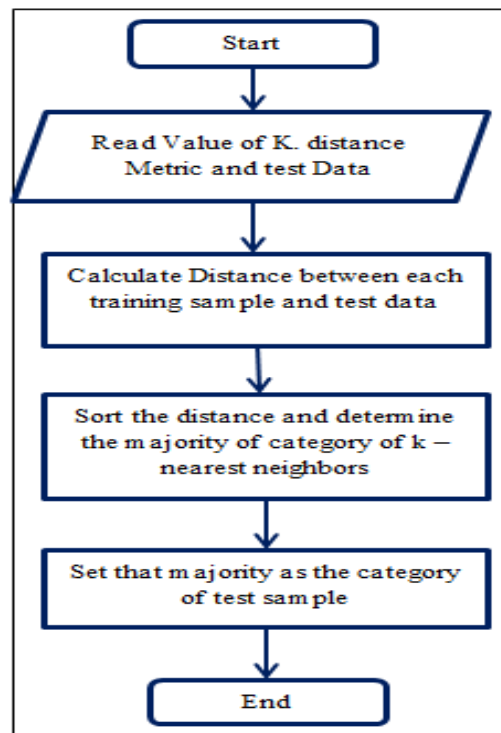 Start
Read Value of K. distance
Metric and test Data
Calculate Distance between each
training sample and test data
Sort the distance and determine
the majority of category of k –
nearest neighbors
Set that majority as the category
of test sample
End